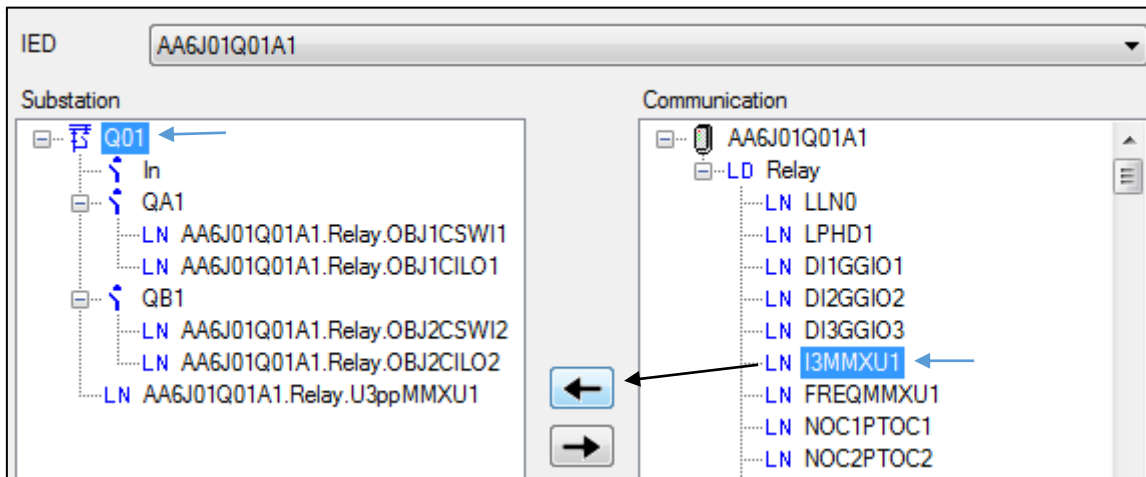 IED AA6J01Q01A1
Substation
Q01
In
QA1
LN AA6J01Q01A1.Relay.OBJ1CSWI1
LN AA6J01Q01A1.Relay.OBJ1CILO1
QB1
LN AA6J01Q01A1.Relay.OBJ2CSWI2
LN AA6J01Q01A1.Relay.OBJ2CILO2
LN AA6J01Q01A1.Relay.U3ppMMXU1
Communication
AA6J01Q01A1
LD Relay
LN LLN0
LN LPHD1
LN DI1GGIO1
LN DI2GGIO2
LN DI3GGIO3
LN I3MMXU1
LN FREQMMXU1
LN NOC1PTOC1
LN NOC2PTOC2